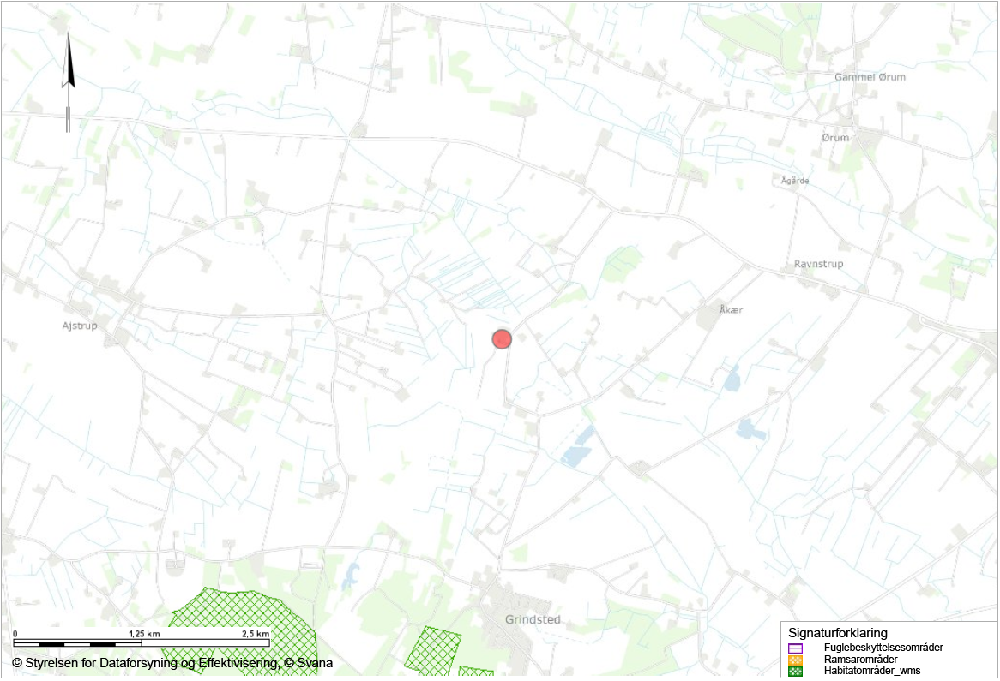 Gammel Ørum
Ørum
Ågårde
Ravnstrup
Åkær
Ajstrup
Grindsted
0 1,25 km 2,5 km
© Styrelsen for Dataforsyning og Effektivisering, © Svana
Signaturforklaring
Fuglebeskyttelsesområder
Ramsarområder
Habitatområder_wms